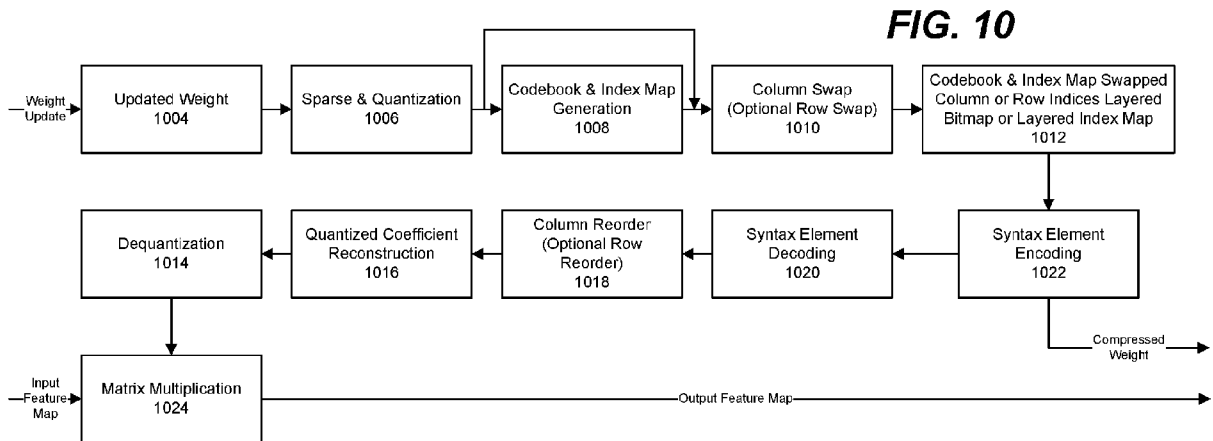 FIG. 10
Weight
Update
Updated Weight
1004
Sparse & Quantization
1006
Codebook & Index Map
Generation
1008
Column Swap
(Optional Row Swap)
1010
Codebook & Index Map Swapped
Column or Row Indices Layered
Bitmap or Layered Index Map
1012
Dequantization
1014
Quantized Coefficient
Reconstruction
1016
Column Reorder
(Optional Row
Reorder)
1018
Syntax Element
Decoding
1020
Syntax Element
Encoding
1022
Compressed
Weight
Input
Feature
Map
Matrix Multiplication
1024
Output Feature Map